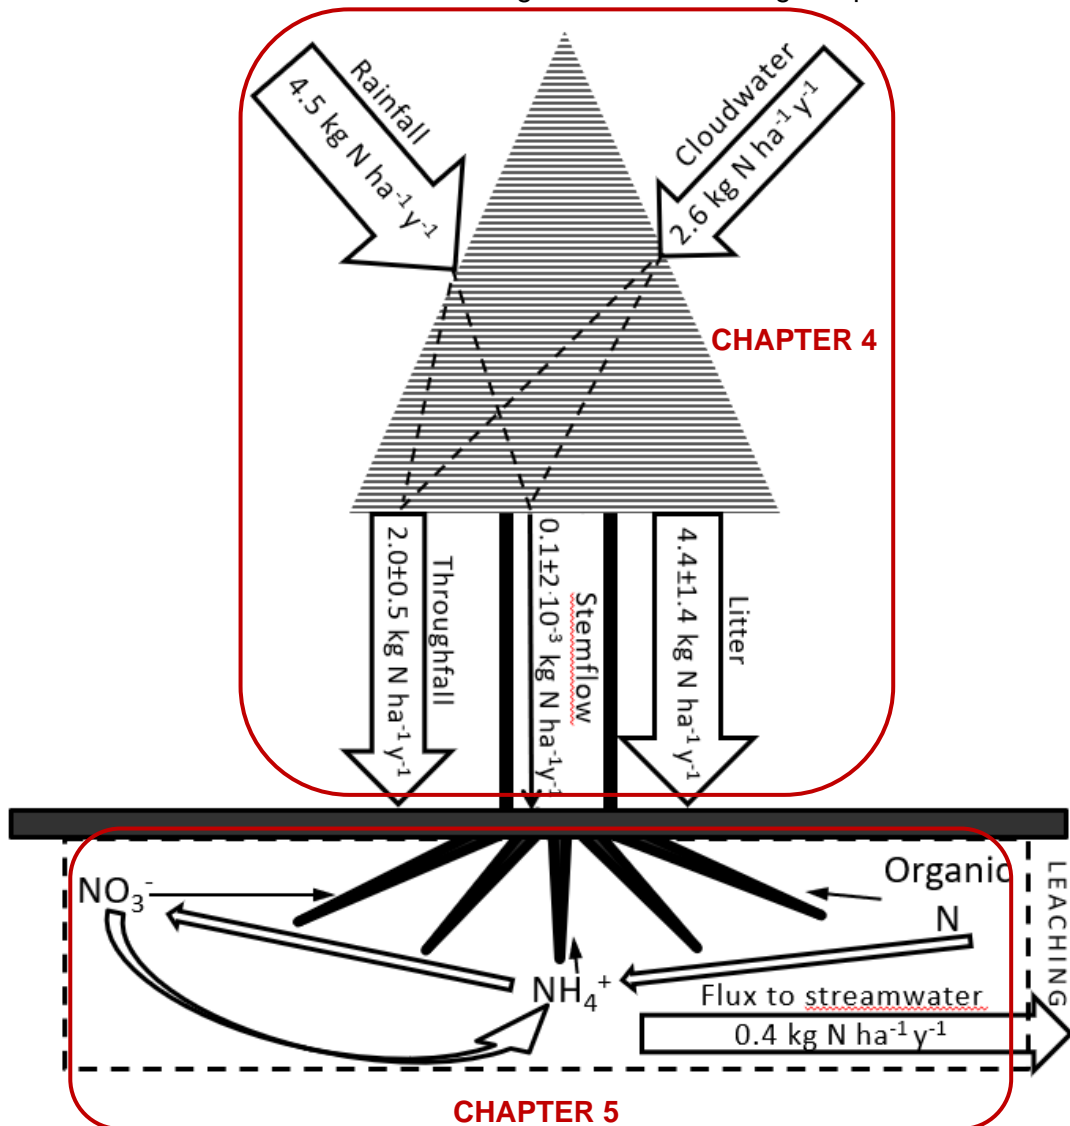 Rainfall
4.5 kg N ha⁻¹ y⁻¹
Cloudwater
2.6 kg N ha⁻¹ y⁻¹
CHAPTER 4
2.0±0.5 kg N ha⁻¹ y⁻¹
Throughfall
0.1±2·10⁻³ kg N ha⁻¹y⁻¹
Stemflow
4.4±1.4 kg N ha⁻¹ y⁻¹
Litter
NO₃⁻
Organic
N
NH₄⁺
LEACHING
Flux to streamwater
0.4 kg N ha⁻¹ y⁻¹
CHAPTER 5